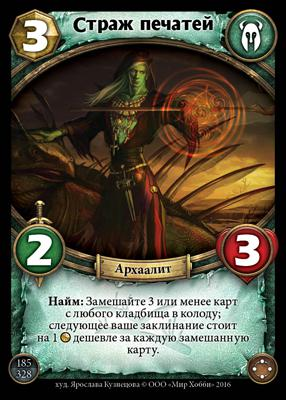 3
Страж печатей
2
Архаалит
3
Найм: Замешайте 3 или менее карт
с любого кладбища в колоду;
следующее ваше заклинание стоит
на 1 дешевле за каждую замешанную
карту.
185
328
худ. Ярослава Кузнецова © ООО «Мир Хобби» 2016